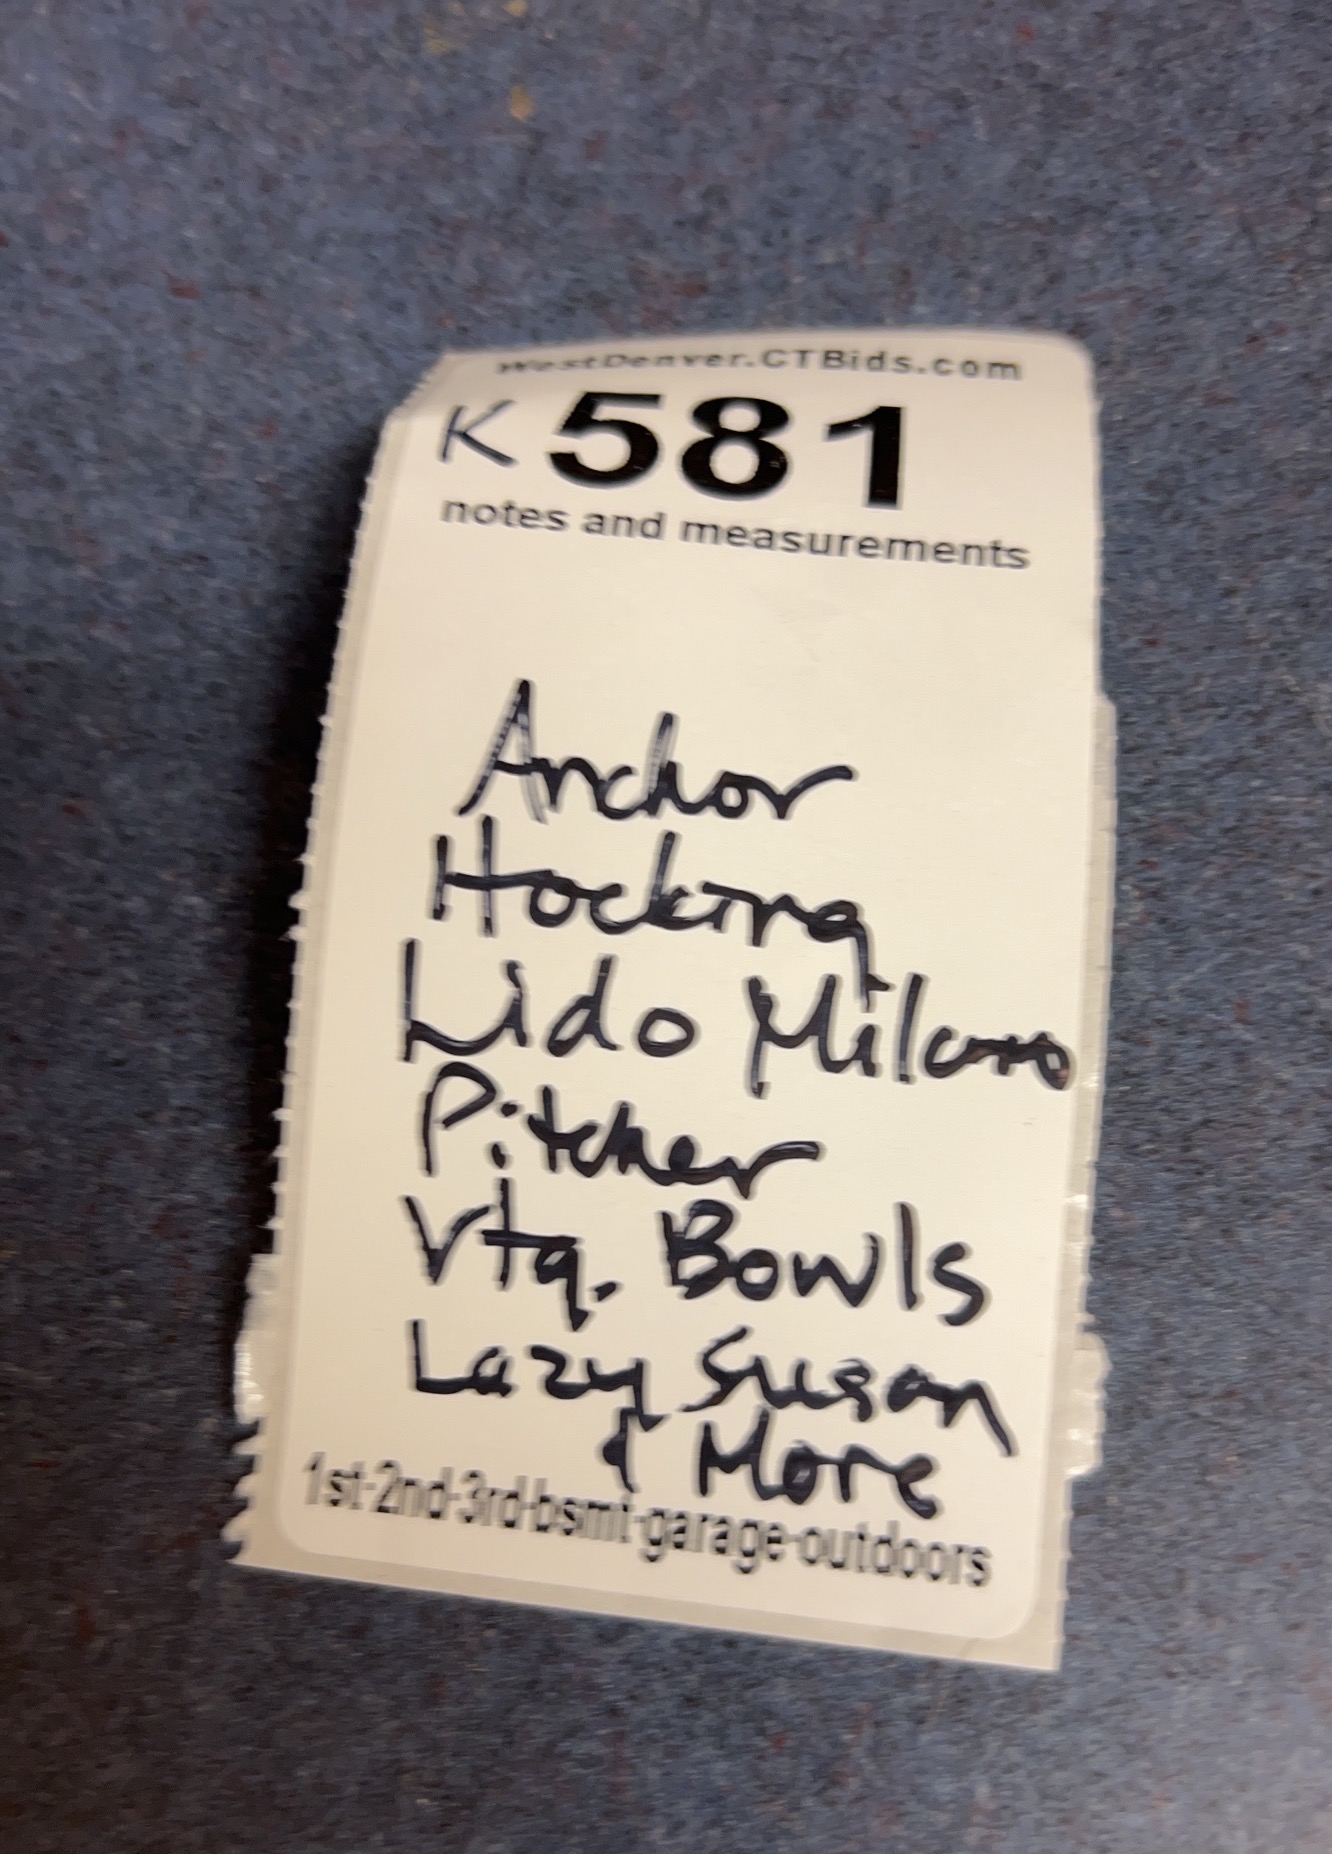 WestDenver.CTBids.com
K 581
notes and measurements
Anchor
Hocking
Lido Milano
Pitcher
Vtg. Bowls
Lazy Susan
& More
1st-2nd-3rd-bsmt-garage-outdoors